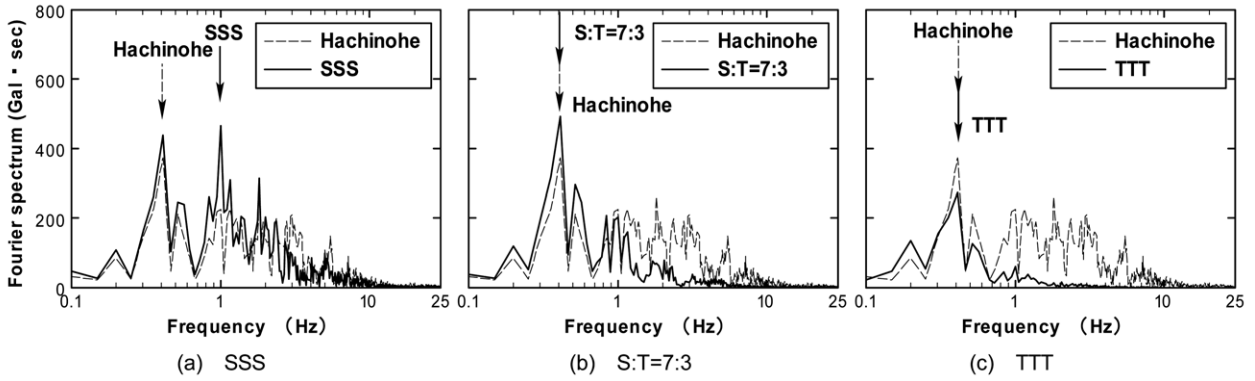 Fourier spectrum (Gal・sec)
800
600
400
200
0
Hachinohe
SSS
Hachinohe
SSS
0.1
1
10
25
Frequency (Hz)
(a) SSS
S:T=7:3
Hachinohe
Hachinohe
S:T=7:3
0.1
1
10
25
Frequency (Hz)
(b) S:T=7:3
Hachinohe
TTT
Hachinohe
TTT
0.1
1
10
25
Frequency (Hz)
(c) TTT